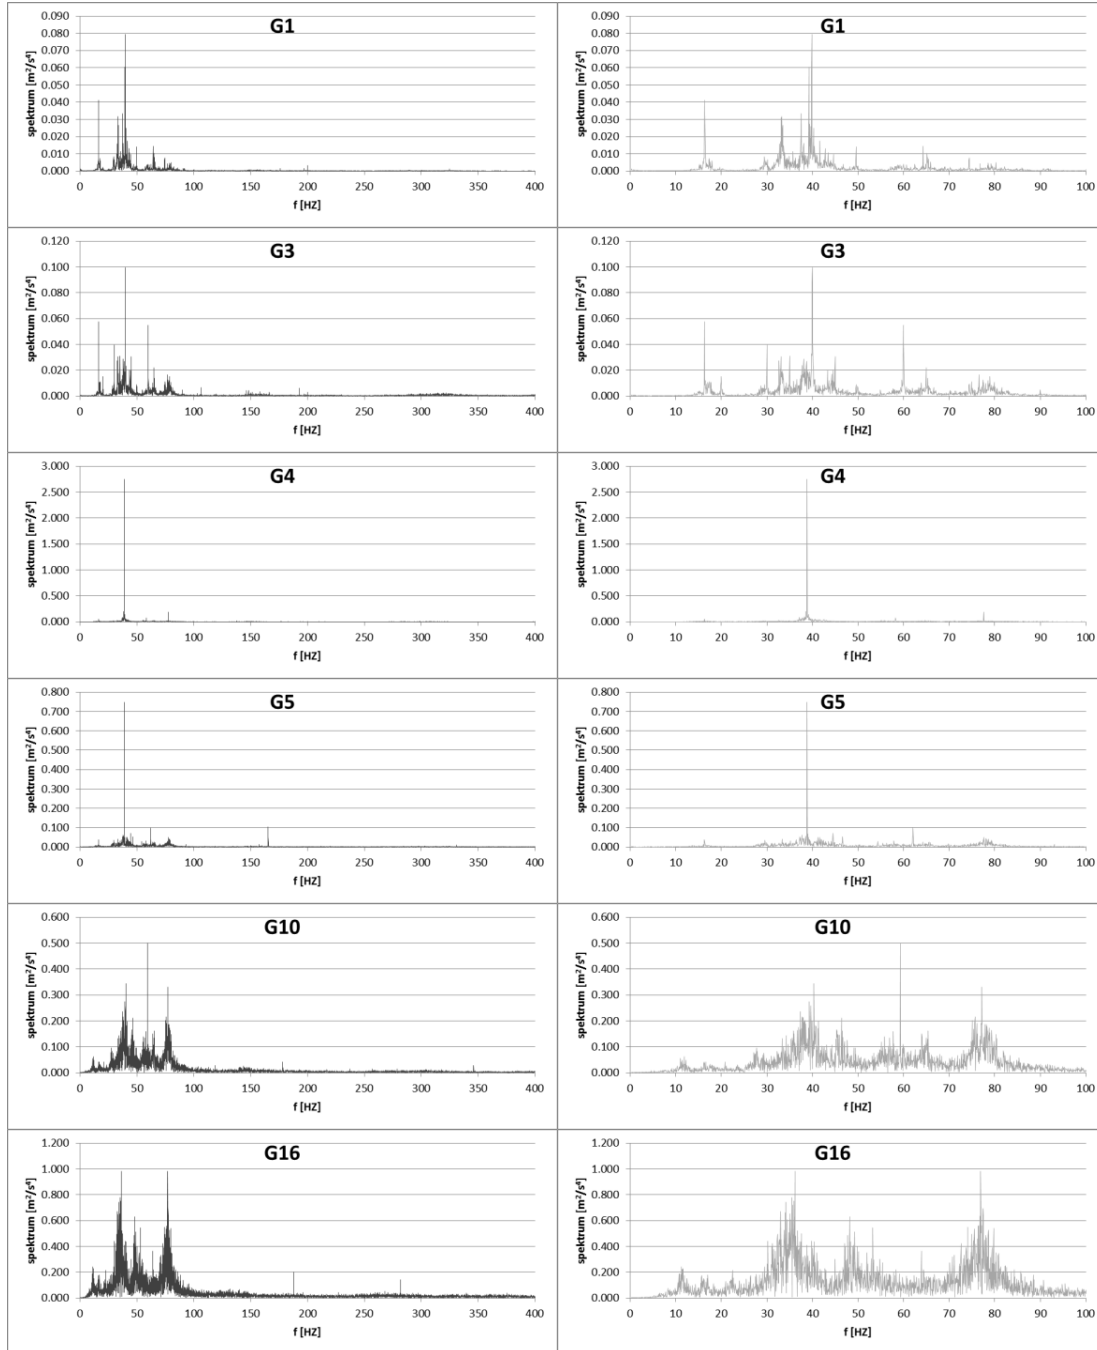 G1
spektrum [m²/s⁴]
0.090
0.080
0.070
0.060
0.050
0.040
0.030
0.020
0.010
0.000
0 50 100 150 200 250 300 350 400
f [HZ]
G1
spektrum [m²/s⁴]
0.090
0.080
0.070
0.060
0.050
0.040
0.030
0.020
0.010
0.000
0 10 20 30 40 50 60 70 80 90 100
f [HZ]
G3
spektrum [m²/s⁴]
0.120
0.100
0.080
0.060
0.040
0.020
0.000
0 50 100 150 200 250 300 350 400
f [HZ]
G3
spektrum [m²/s⁴]
0.120
0.100
0.080
0.060
0.040
0.020
0.000
0 10 20 30 40 50 60 70 80 90 100
f [HZ]
G4
spektrum [m²/s⁴]
3.000
2.500
2.000
1.500
1.000
0.500
0.000
0 50 100 150 200 250 300 350 400
f [HZ]
G4
spektrum [m²/s⁴]
3.000
2.500
2.000
1.500
1.000
0.500
0.000
0 10 20 30 40 50 60 70 80 90 100
f [HZ]
G5
spektrum [m²/s⁴]
0.800
0.700
0.600
0.500
0.400
0.300
0.200
0.100
0.000
0 50 100 150 200 250 300 350 400
f [HZ]
G5
spektrum [m²/s⁴]
0.800
0.700
0.600
0.500
0.400
0.300
0.200
0.100
0.000
0 10 20 30 40 50 60 70 80 90 100
f [HZ]
G10
spektrum [m²/s⁴]
0.600
0.500
0.400
0.300
0.200
0.100
0.000
0 50 100 150 200 250 300 350 400
f [HZ]
G10
spektrum [m²/s⁴]
0.600
0.500
0.400
0.300
0.200
0.100
0.000
0 10 20 30 40 50 60 70 80 90 100
f [HZ]
G16
spektrum [m²/s⁴]
1.200
1.000
0.800
0.600
0.400
0.200
0.000
0 50 100 150 200 250 300 350 400
f [HZ]
G16
spektrum [m²/s⁴]
1.200
1.000
0.800
0.600
0.400
0.200
0.000
0 10 20 30 40 50 60 70 80 90 100
f [HZ]